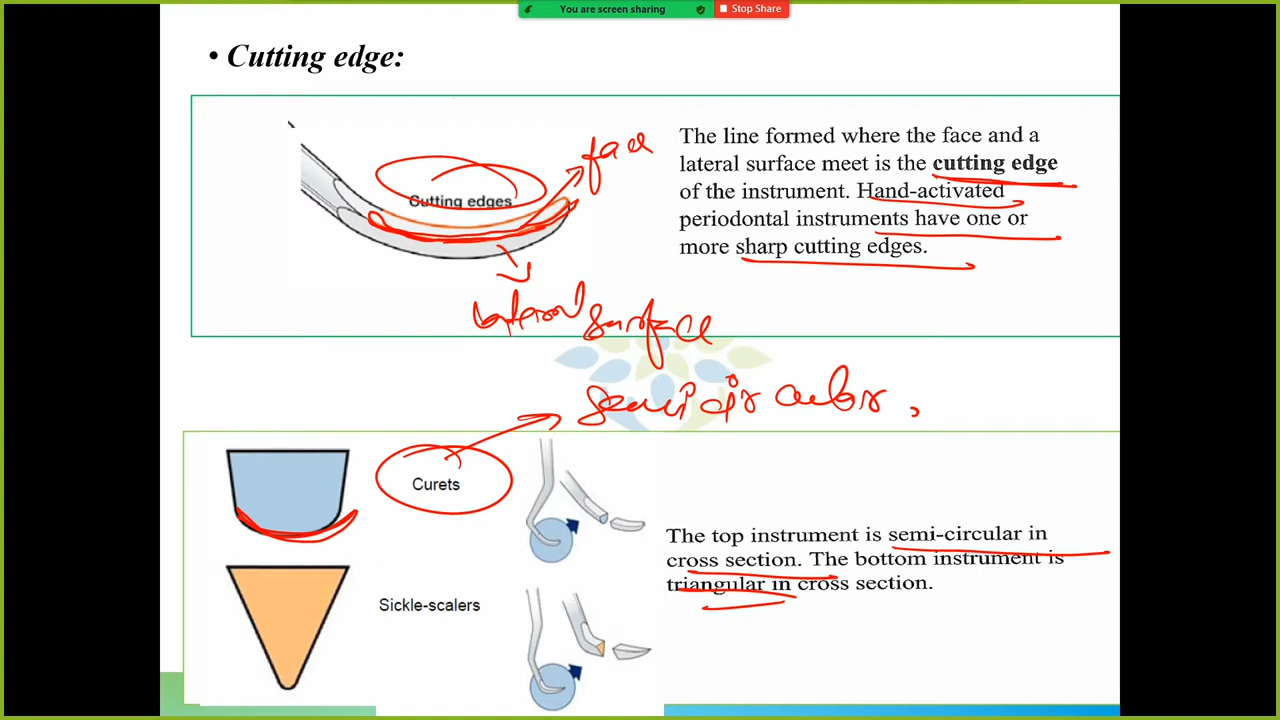 You are screen sharing
Stop Share
• Cutting edge:
face
Cutting edges
The line formed where the face and a
lateral surface meet is the cutting edge
of the instrument. Hand-activated
periodontal instruments have one or
more sharp cutting edges.
lateral surface
semicircular,
Curets
The top instrument is semi-circular in
cross section. The bottom instrument is
triangular in cross section.
Sickle-scalers